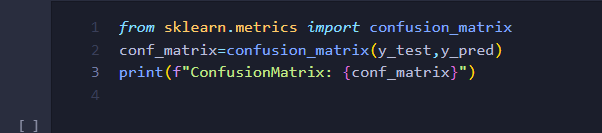 1 from sklearn.metrics import confusion_matrix
2 conf_matrix=confusion_matrix(y_test,y_pred)
3 print(f"ConfusionMatrix: {conf_matrix}")
4
[ ]